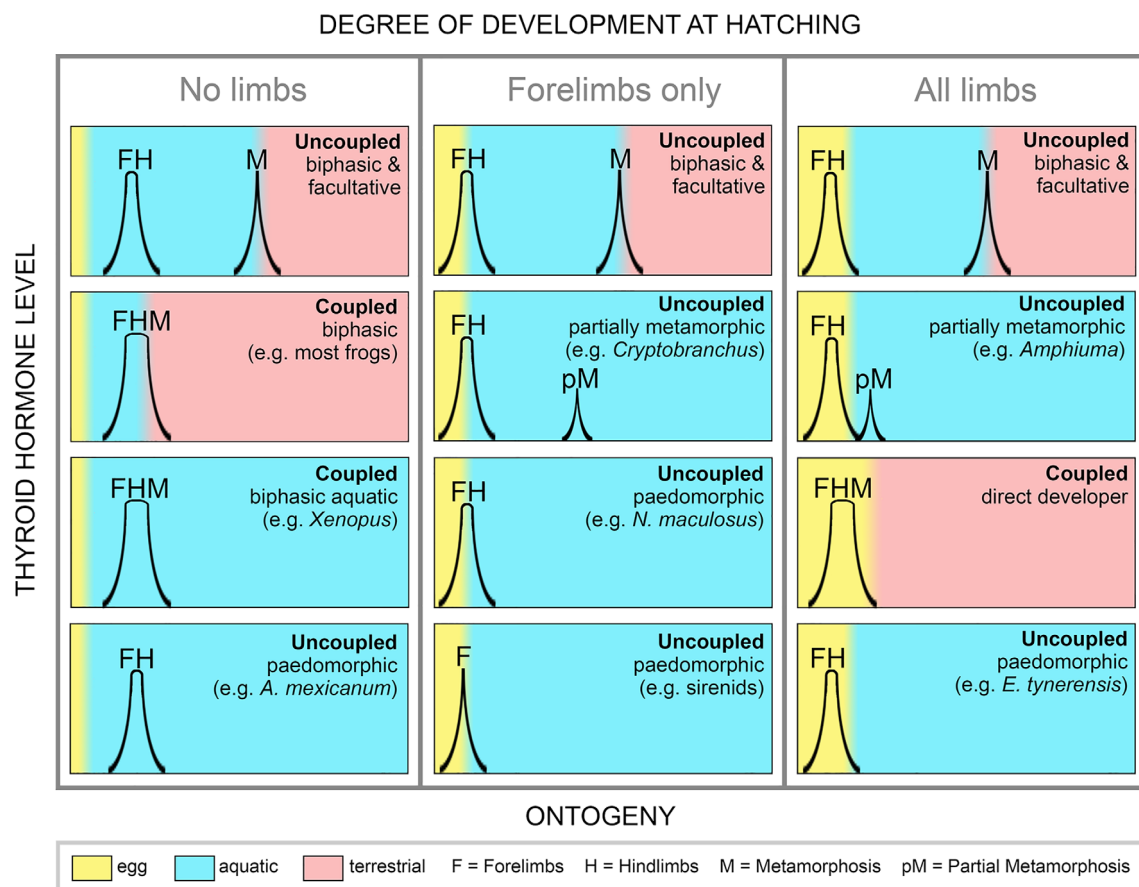 DEGREE OF DEVELOPMENT AT HATCHING
THYROID HORMONE LEVEL
No limbs
FH
M
Uncoupled
biphasic &
facultative
FHM
Coupled
biphasic
(e.g. most frogs)
FHM
Coupled
biphasic aquatic
(e.g. Xenopus)
FH
Uncoupled
paedomorphic
(e.g. A. mexicanum)
Forelimbs only
FH
M
Uncoupled
biphasic &
facultative
FH
pM
Uncoupled
partially metamorphic
(e.g. Cryptobranchus)
FH
Uncoupled
paedomorphic
(e.g. N. maculosus)
F
Uncoupled
paedomorphic
(e.g. sirenids)
All limbs
FH
M
Uncoupled
biphasic &
facultative
FH
pM
Uncoupled
partially metamorphic
(e.g. Amphiuma)
FHM
Coupled
direct developer
FH
Uncoupled
paedomorphic
(e.g. E. tynerensis)
ONTOGENY
egg aquatic terrestrial F = Forelimbs H = Hindlimbs M = Metamorphosis pM = Partial Metamorphosis